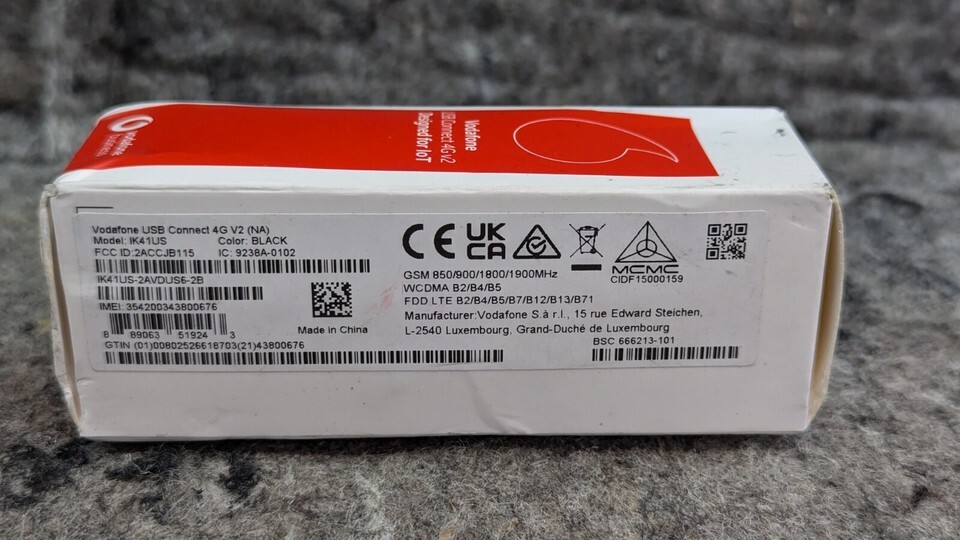 vodafone
business
Vodafone
USB Connect 4G v2
Designed for IoT
Vodafone USB Connect 4G V2 (NA)
Model: IK41US Color: BLACK
FCC ID:2ACCJB115 IC: 9238A-0102
IK41US-2AVDUS6-2B
IMEI: 354200343800676
8 89063 51924 3
Made in China
GTIN (01)00802526618703(21)43800676
CE UK CA
MCMC
CIDF15000159
GSM 850/900/1800/1900MHz
WCDMA B2/B4/B5
FDD LTE B2/B4/B5/B7/B12/B13/B71
Manufacturer:Vodafone S.à r.l., 15 rue Edward Steichen,
L-2540 Luxembourg, Grand-Duché de Luxembourg
BSC 666213-101